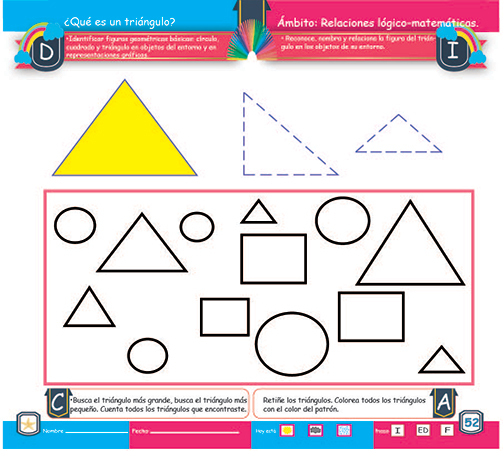 ¿Qué es un triángulo?
Ámbito: Relaciones lógico-matemáticas.
D
•Identificar figuras geométricas básicas: círculo,
cuadrado y triángulo en objetos del entorno y en
representaciones gráficas.
• Reconoce, nombra y relaciona la figura del trián-
gulo en los objetos de su entorno.
I
C
•Busca el triángulo más grande, busca el triángulo más
pequeño. Cuenta todos los triángulos que encontraste.
Retiñe los triángulos. Colorea todos los triángulos
con el color del patrón.
A
Nombre
Fecha
Hoy está
I ED F
52